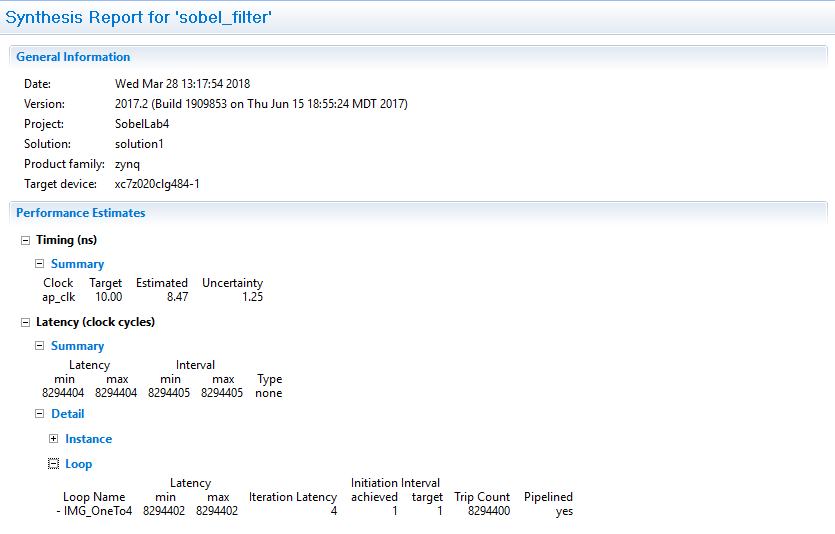 Synthesis Report for 'sobel_filter'
General Information
Date: Wed Mar 28 13:17:54 2018
Version: 2017.2 (Build 1909853 on Thu Jun 15 18:55:24 MDT 2017)
Project: SobelLab4
Solution: solution1
Product family: zynq
Target device: xc7z020clg484-1
Performance Estimates
Timing (ns)
Summary
Clock Target Estimated Uncertainty
ap_clk 10.00 8.47 1.25
Latency (clock cycles)
Summary
Latency Interval
min max min max Type
8294404 8294404 8294405 8294405 none
Detail
Instance
Loop
Latency Initiation Interval
Loop Name min max Iteration Latency achieved target Trip Count Pipelined
- IMG_OneTo4 8294402 8294402 4 1 1 8294400 yes